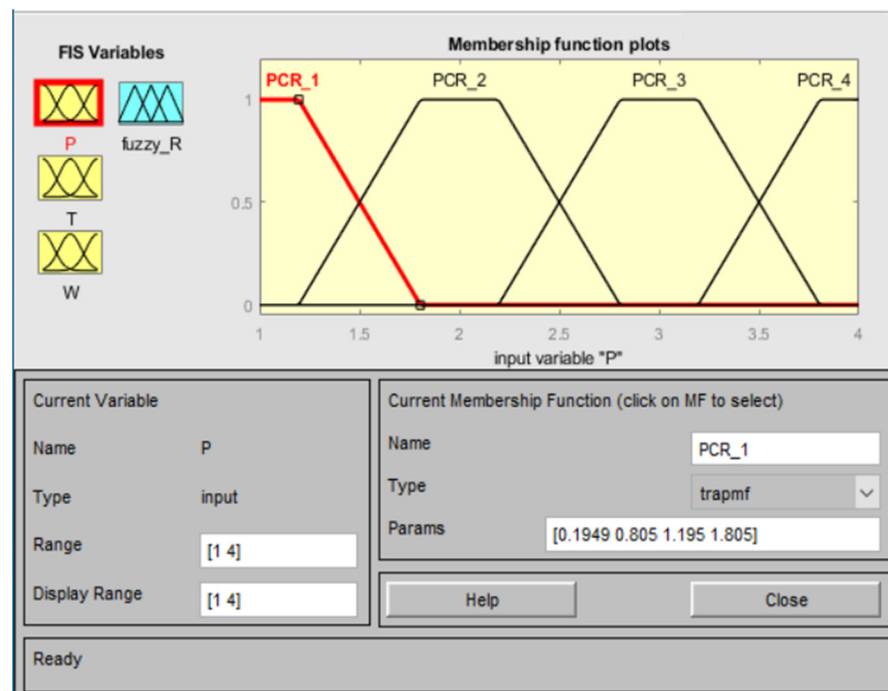 FIS Variables
P
fuzzy_R
T
W
Membership function plots
PCR_1
PCR_2
PCR_3
PCR_4
1
0.5
0
1
1.5
2
2.5
3
3.5
4
input variable "P"
Current Variable
Name
P
Type
input
Range
[1 4]
Display Range
[1 4]
Current Membership Function (click on MF to select)
Name
PCR_1
Type
trapmf
Params
[0.1949 0.805 1.195 1.805]
Help
Close
Ready